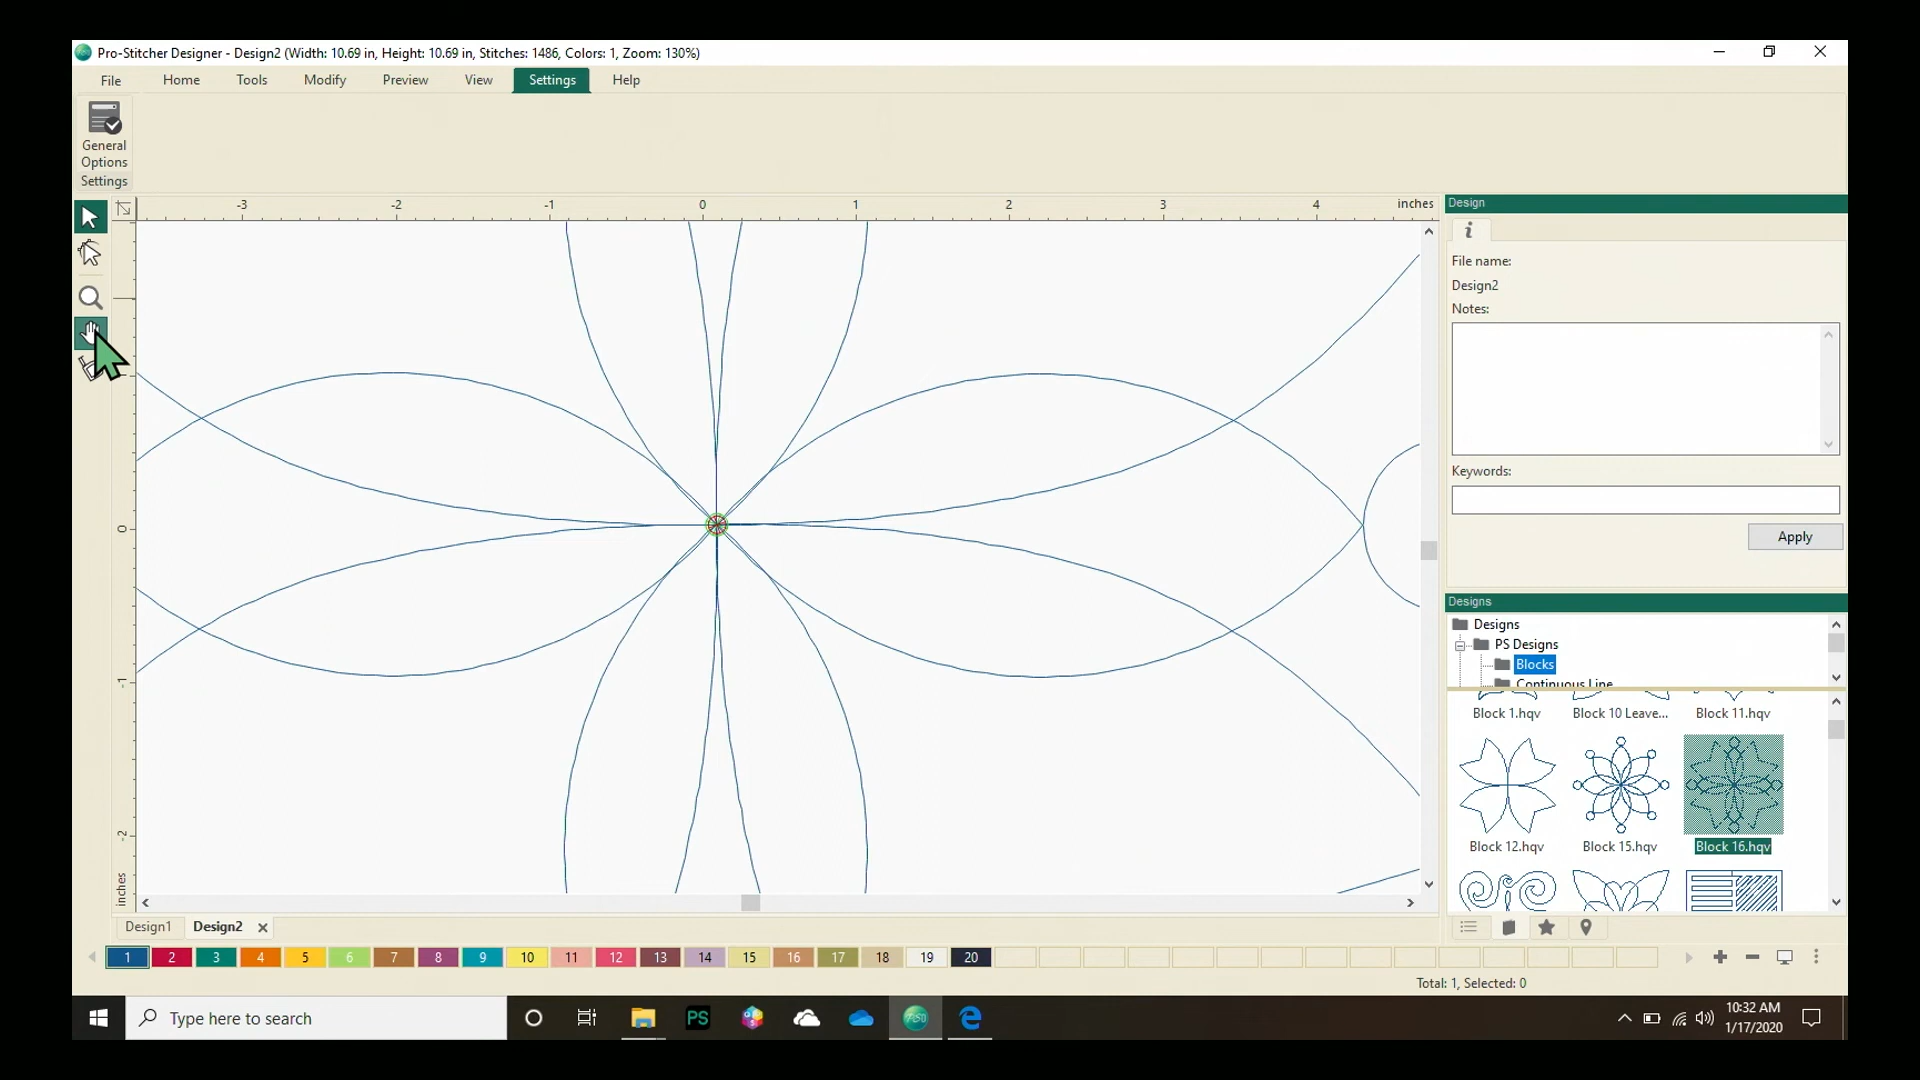 Pro-Stitcher Designer - Design2 (Width: 10.69 in, Height: 10.69 in, Stitches: 1486, Colors: 1, Zoom: 130%)
File Home Tools Modify Preview View Settings Help
General
Options
Settings
-3 -2 -1 0 1 2 3 4 inches
0
-1
-2
inches
Design
i
File name:
Design2
Notes:
Keywords:
Apply
Designs
Designs
PS Designs
Blocks
Continuous Line
Block 1.hqv Block 10 Leave... Block 11.hqv
Block 12.hqv Block 15.hqv Block 16.hqv
Design1 Design2
1 2 3 4 5 6 7 8 9 10 11 12 13 14 15 16 17 18 19 20
Total: 1, Selected: 0
Type here to search
PS
10:32 AM
1/17/2020